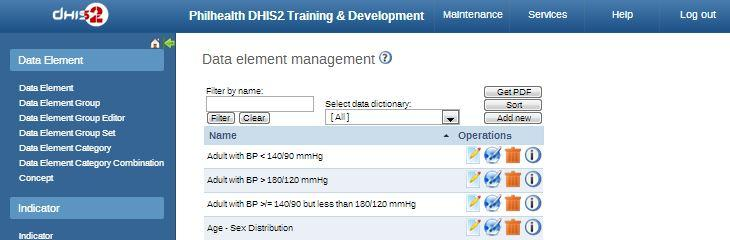 dhis2
Philhealth DHIS2 Training & Development
Maintenance
Services
Help
Log out
Data Element
Data Element
Data Element Group
Data Element Group Editor
Data Element Group Set
Data Element Category
Data Element Category Combination
Concept
Indicator
Indicator
Data element management
Filter by name:
Filter
Clear
Select data dictionary:
[ All ]
Get PDF
Sort
Add new
Name
Operations
Adult with BP < 140/90 mmHg
Adult with BP > 180/120 mmHg
Adult with BP >/= 140/90 but less than 180/120 mmHg
Age - Sex Distribution